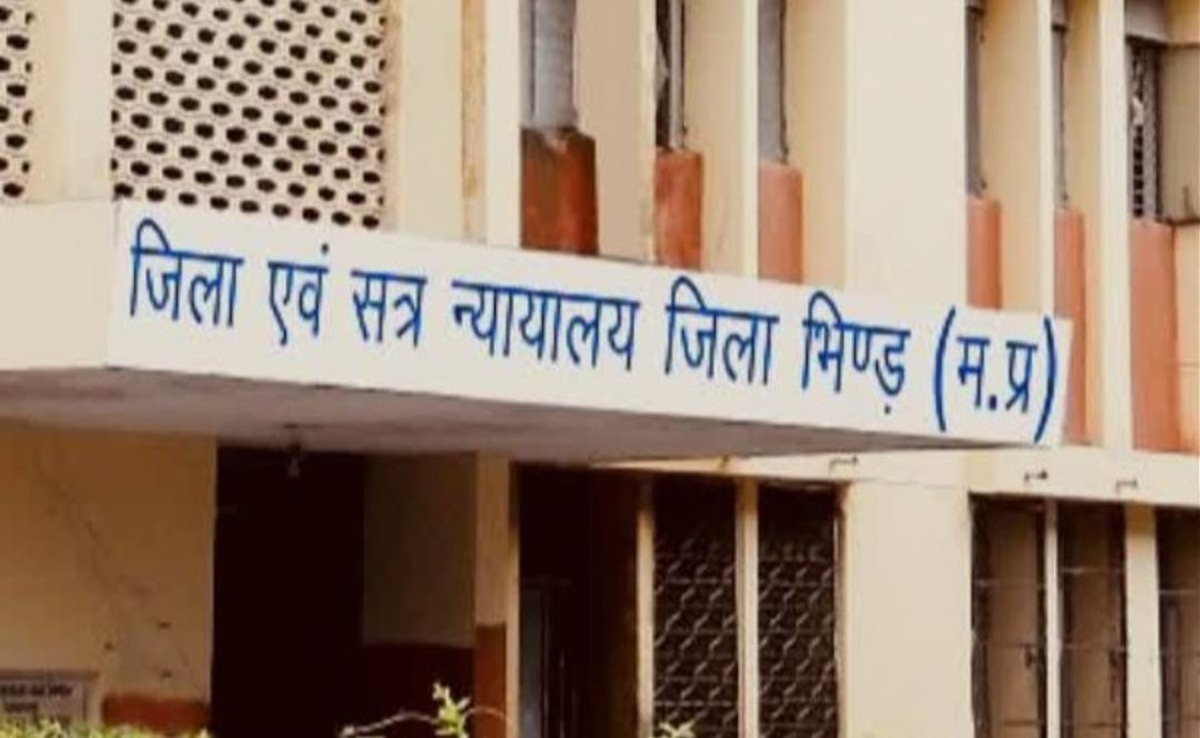 जिला एवं सत्र न्यायालय जिला भिण्ड़ (म.प्र)